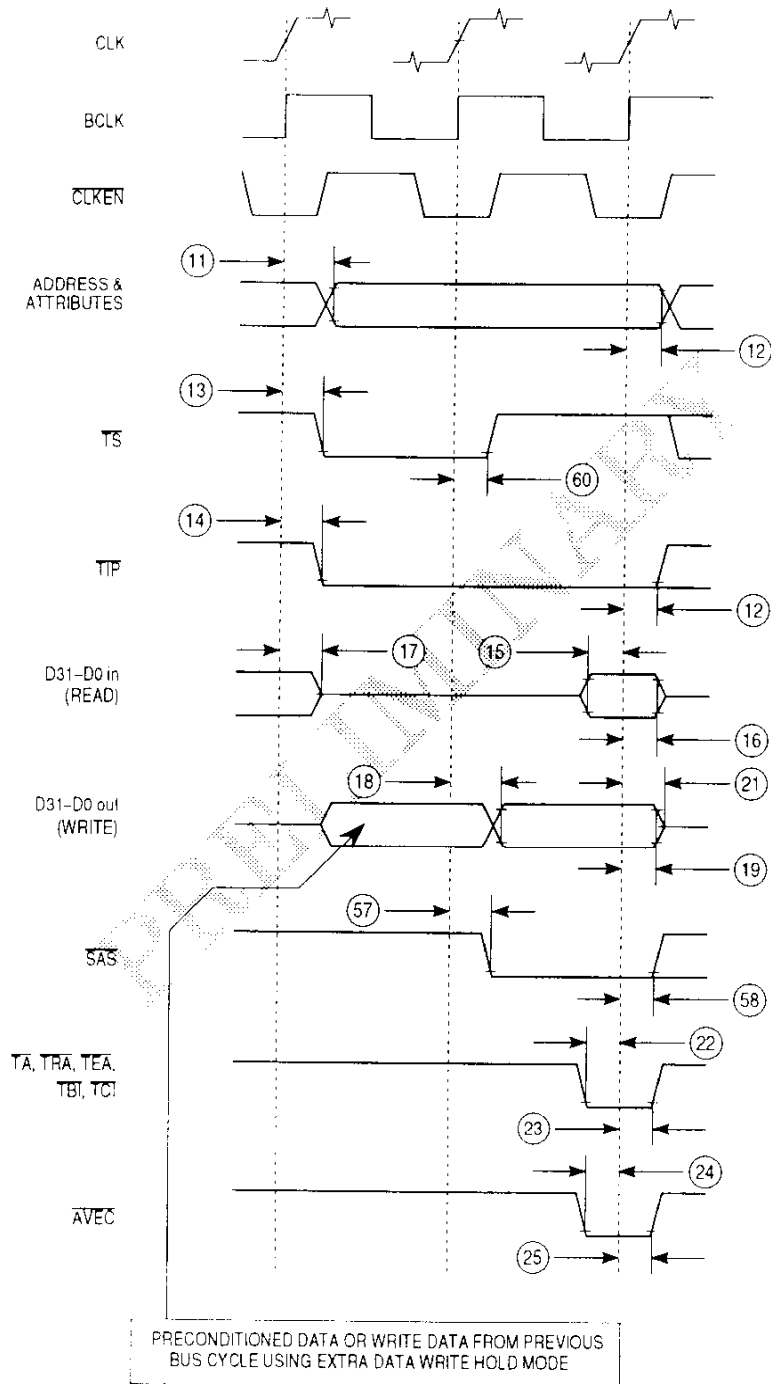 CLK
BCLK
CLKEN
11
ADDRESS &
ATTRIBUTES
12
13
TS
60
14
TIP
12
17
15
D31–D0 in
(READ)
16
18
21
D31–D0 out
(WRITE)
19
57
SAS
58
22
TA, TRA, TEA,
TBI, TCI
23
24
AVEC
25
PRELIMINARY
PRECONDITIONED DATA OR WRITE DATA FROM PREVIOUS
BUS CYCLE USING EXTRA DATA WRITE HOLD MODE